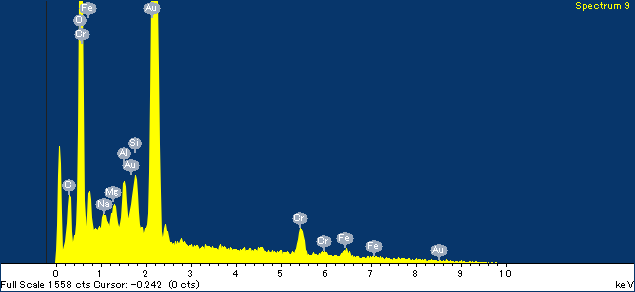 Spectrum 9
Fe
Au
O
Cr
Si
Al
Au
C
Mg
Na
Cr
Cr
Fe
Fe
Au
0 1 2 3 4 5 6 7 8 9 10
Full Scale 1558 cts Cursor: -0.242 (0 cts) keV